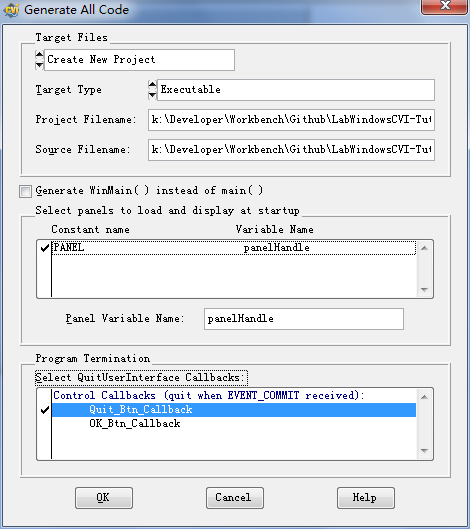 Generate All Code
Target Files
Create New Project
Target Type
Executable
Project Filename:
k:\Developer\Workbench\Github\LabWindowsCVI-Tut
Source Filename:
k:\Developer\Workbench\Github\LabWindowsCVI-Tut
Generate WinMain() instead of main()
Select panels to load and display at startup
Constant name Variable Name
PANEL panelHandle
Panel Variable Name: panelHandle
Program Termination
Select QuitUserInterface Callbacks:
Control Callbacks (quit when EVENT_COMMIT received):
Quit_Btn_Callback
OK_Btn_Callback
OK Cancel Help